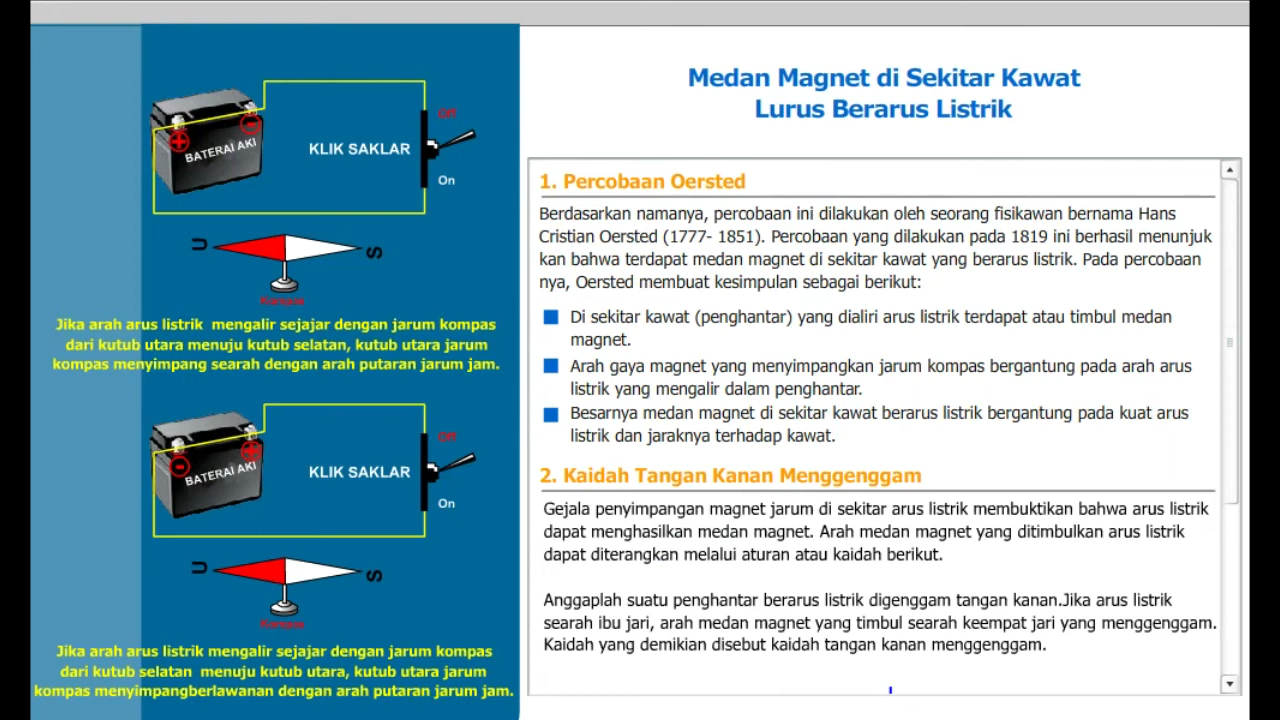 Medan Magnet di Sekitar Kawat
Lurus Berarus Listrik
Off
+
-
BATERAI AKI
KLIK SAKLAR
On
U
S
Kompas
Jika arah arus listrik mengalir sejajar dengan jarum kompas
dari kutub utara menuju kutub selatan, kutub utara jarum
kompas menyimpang searah dengan arah putaran jarum jam.
Off
-
+
BATERAI AKI
KLIK SAKLAR
On
U
S
Kompas
Jika arah arus listrik mengalir sejajar dengan jarum kompas
dari kutub selatan menuju kutub utara, kutub utara jarum
kompas menyimpangberlawanan dengan arah putaran jarum jam.
1. Percobaan Oersted
Berdasarkan namanya, percobaan ini dilakukan oleh seorang fisikawan bernama Hans
Cristian Oersted (1777- 1851). Percobaan yang dilakukan pada 1819 ini berhasil menunjuk
kan bahwa terdapat medan magnet di sekitar kawat yang berarus listrik. Pada percobaan
nya, Oersted membuat kesimpulan sebagai berikut:
Di sekitar kawat (penghantar) yang dialiri arus listrik terdapat atau timbul medan
magnet.
Arah gaya magnet yang menyimpangkan jarum kompas bergantung pada arah arus
listrik yang mengalir dalam penghantar.
Besarnya medan magnet di sekitar kawat berarus listrik bergantung pada kuat arus
listrik dan jaraknya terhadap kawat.
2. Kaidah Tangan Kanan Menggenggam
Gejala penyimpangan magnet jarum di sekitar arus listrik membuktikan bahwa arus listrik
dapat menghasilkan medan magnet. Arah medan magnet yang ditimbulkan arus listrik
dapat diterangkan melalui aturan atau kaidah berikut.
Anggaplah suatu penghantar berarus listrik digenggam tangan kanan.Jika arus listrik
searah ibu jari, arah medan magnet yang timbul searah keempat jari yang menggenggam.
Kaidah yang demikian disebut kaidah tangan kanan menggenggam.